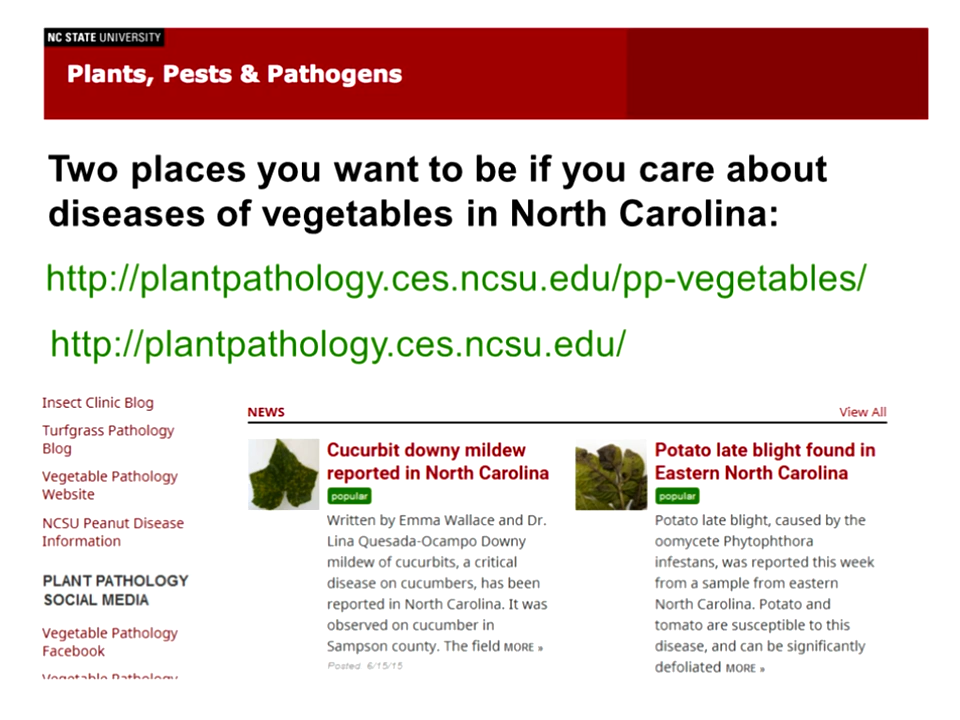 NC STATE UNIVERSITY
Plants, Pests & Pathogens
Two places you want to be if you care about
diseases of vegetables in North Carolina:
http://plantpathology.ces.ncsu.edu/pp-vegetables/
http://plantpathology.ces.ncsu.edu/
Insect Clinic Blog
Turfgrass Pathology
Blog
Vegetable Pathology
Website
NCSU Peanut Disease
Information
PLANT PATHOLOGY
SOCIAL MEDIA
Vegetable Pathology
Facebook
Vegetable Pathology
NEWS
View All
Cucurbit downy mildew
reported in North Carolina
popular
Written by Emma Wallace and Dr.
Lina Quesada-Ocampo Downy
mildew of cucurbits, a critical
disease on cucumbers, has been
reported in North Carolina. It was
observed on cucumber in
Sampson county. The field MORE »
Posted 6/15/15
Potato late blight found in
Eastern North Carolina
popular
Potato late blight, caused by the
oomycete Phytophthora
infestans, was reported this week
from a sample from eastern
North Carolina. Potato and
tomato are susceptible to this
disease, and can be significantly
defoliated MORE »